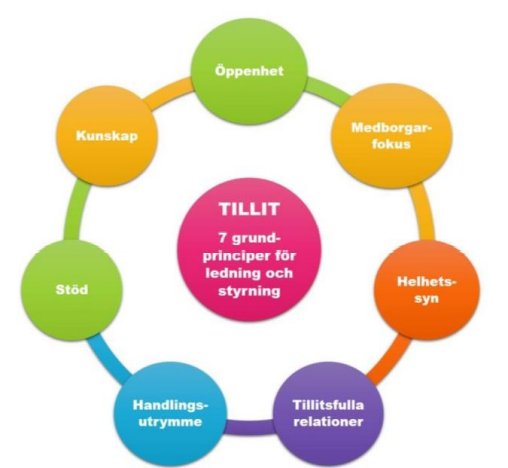 Öppenhet
Medborgar-
fokus
Helhets-
syn
Tillitsfulla
relationer
Handlings-
utrymme
Stöd
Kunskap
TILLIT
7 grund-
principer för
ledning och
styrning